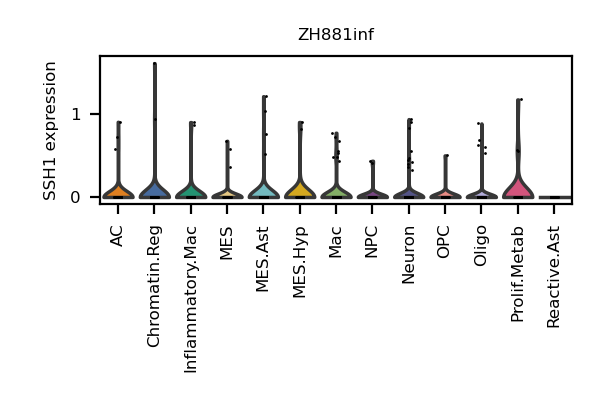 ZH881inf
SSH1 expression
1
0
AC
Chromatin.Reg
Inflammatory.Mac
MES
MES.Ast
MES.Hyp
Mac
NPC
Neuron
OPC
Oligo
Prolif.Metab
Reactive.Ast